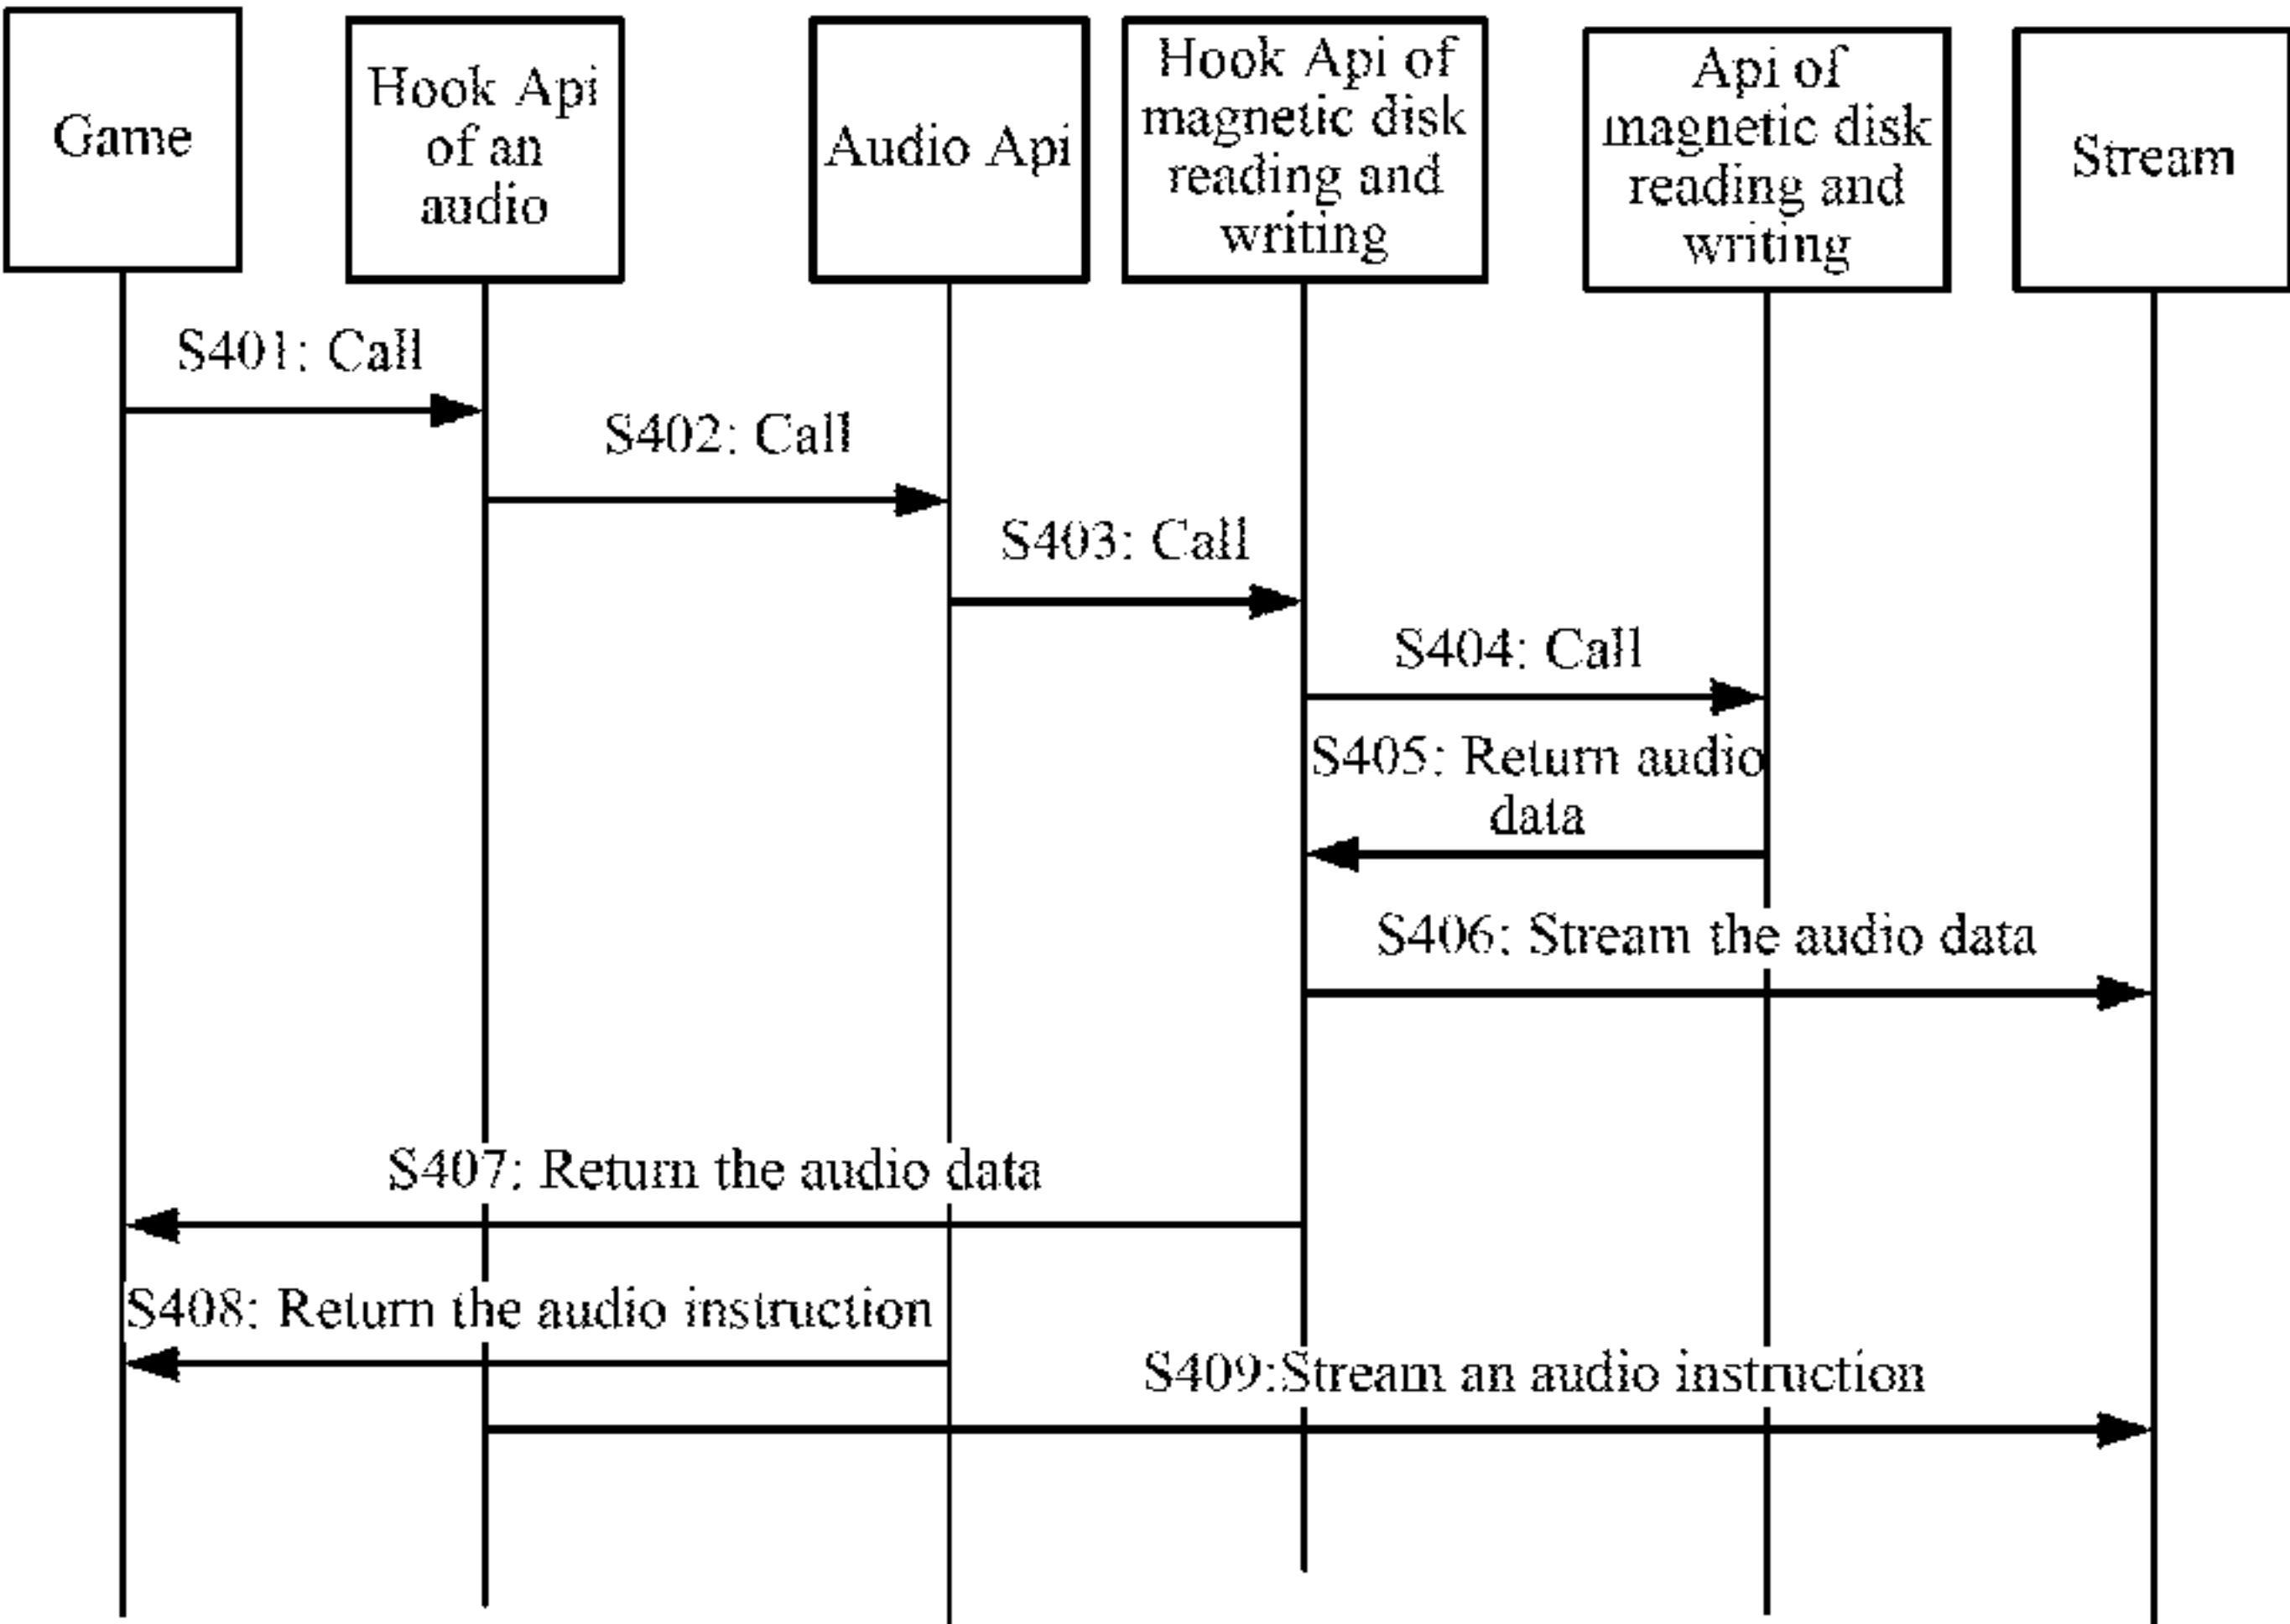 Game
Hook Api
of an
audio
Audio Api
Hook Api of
magnetic disk
reading and
writing
Api of
magnetic disk
reading and
writing
Stream
S401: Call
S402: Call
S403: Call
S404: Call
S405: Return audio
data
S406: Stream the audio data
S407: Return the audio data
S408: Return the audio instruction
S409:Stream an audio instruction